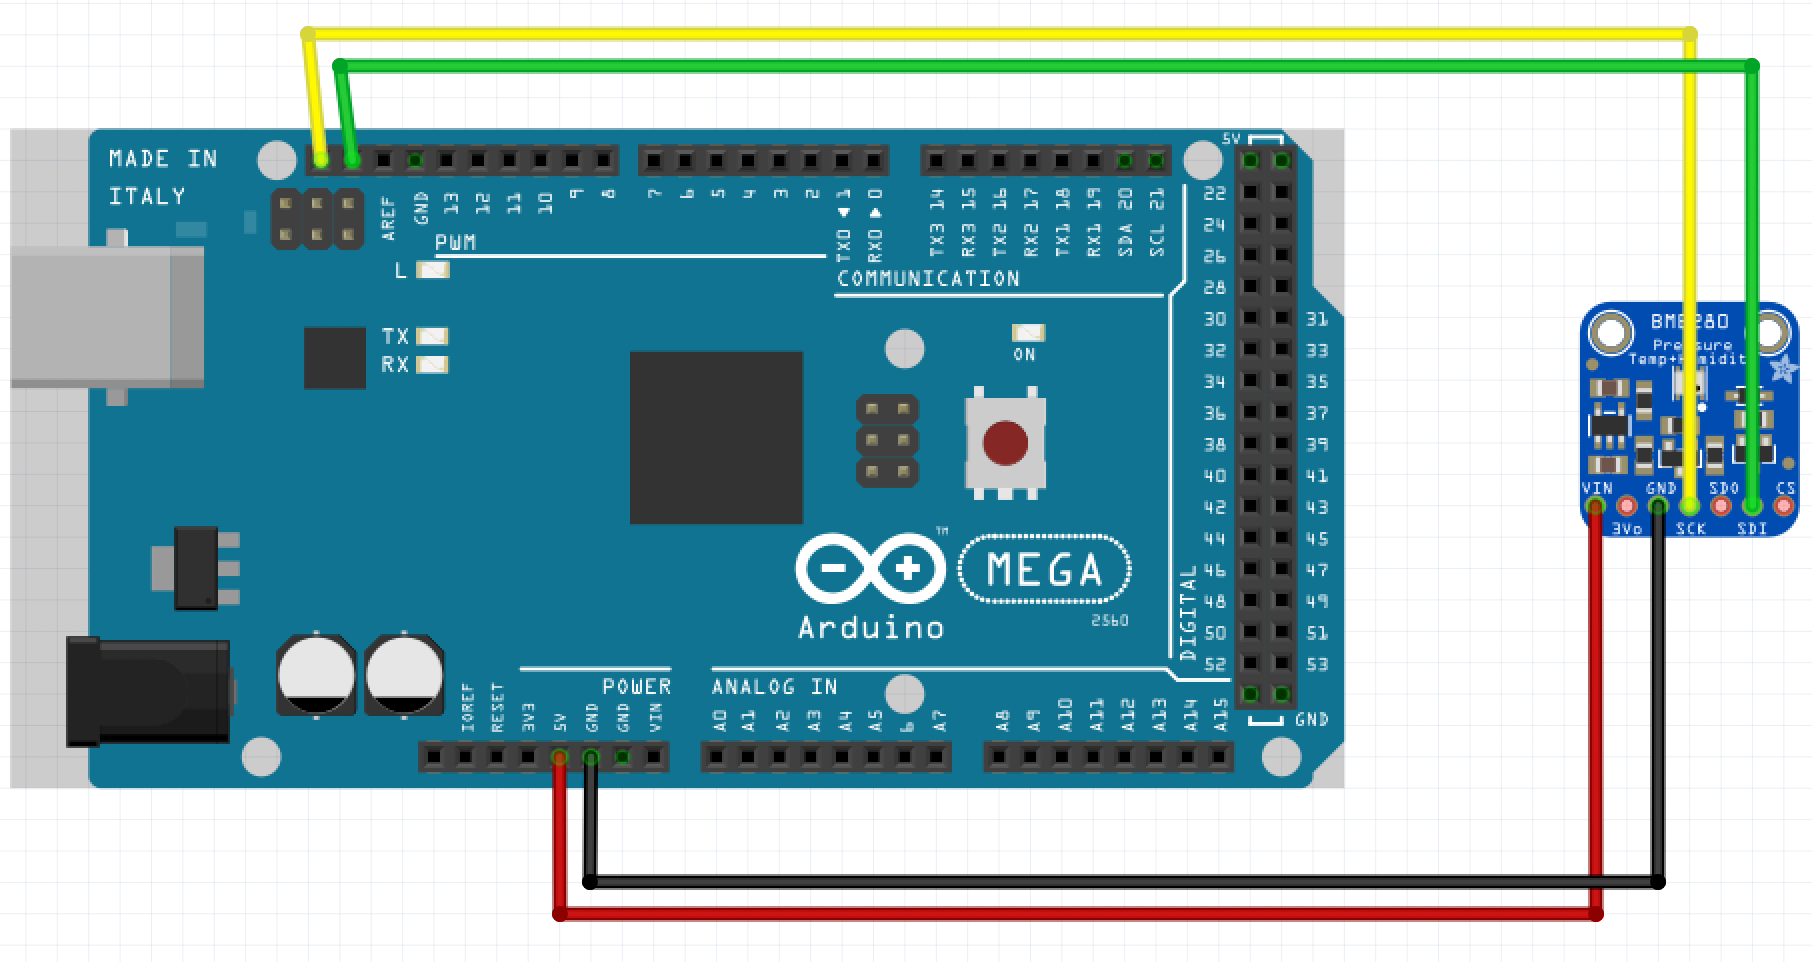 MADE IN
ITALY
AREF
GND
13
12
11
10
9
8
7
6
5
4
3
2
TX0 ◀ 1
RX0 ▶ 0
TX3 14
RX3 15
TX2 16
RX2 17
TX1 18
RX1 19
SDA 20
SCL 21
5V
PWM
COMMUNICATION
L
TX
RX
ON
22
24
26
28
30 31
32 33
34 35
36 37
38 39
40 41
42 43
44 45
46 47
48 49
50 51
52 53
DIGITAL
GND
MEGA
TM
Arduino
2560
POWER
ANALOG IN
IOREF
RESET
3V3
5V
GND
GND
VIN
A0
A1
A2
A3
A4
A5
A7
A8
A9
A10
A11
A12
A13
A14
A15
Temp+
VIN GND SDO CS
3Vo SCK SDI